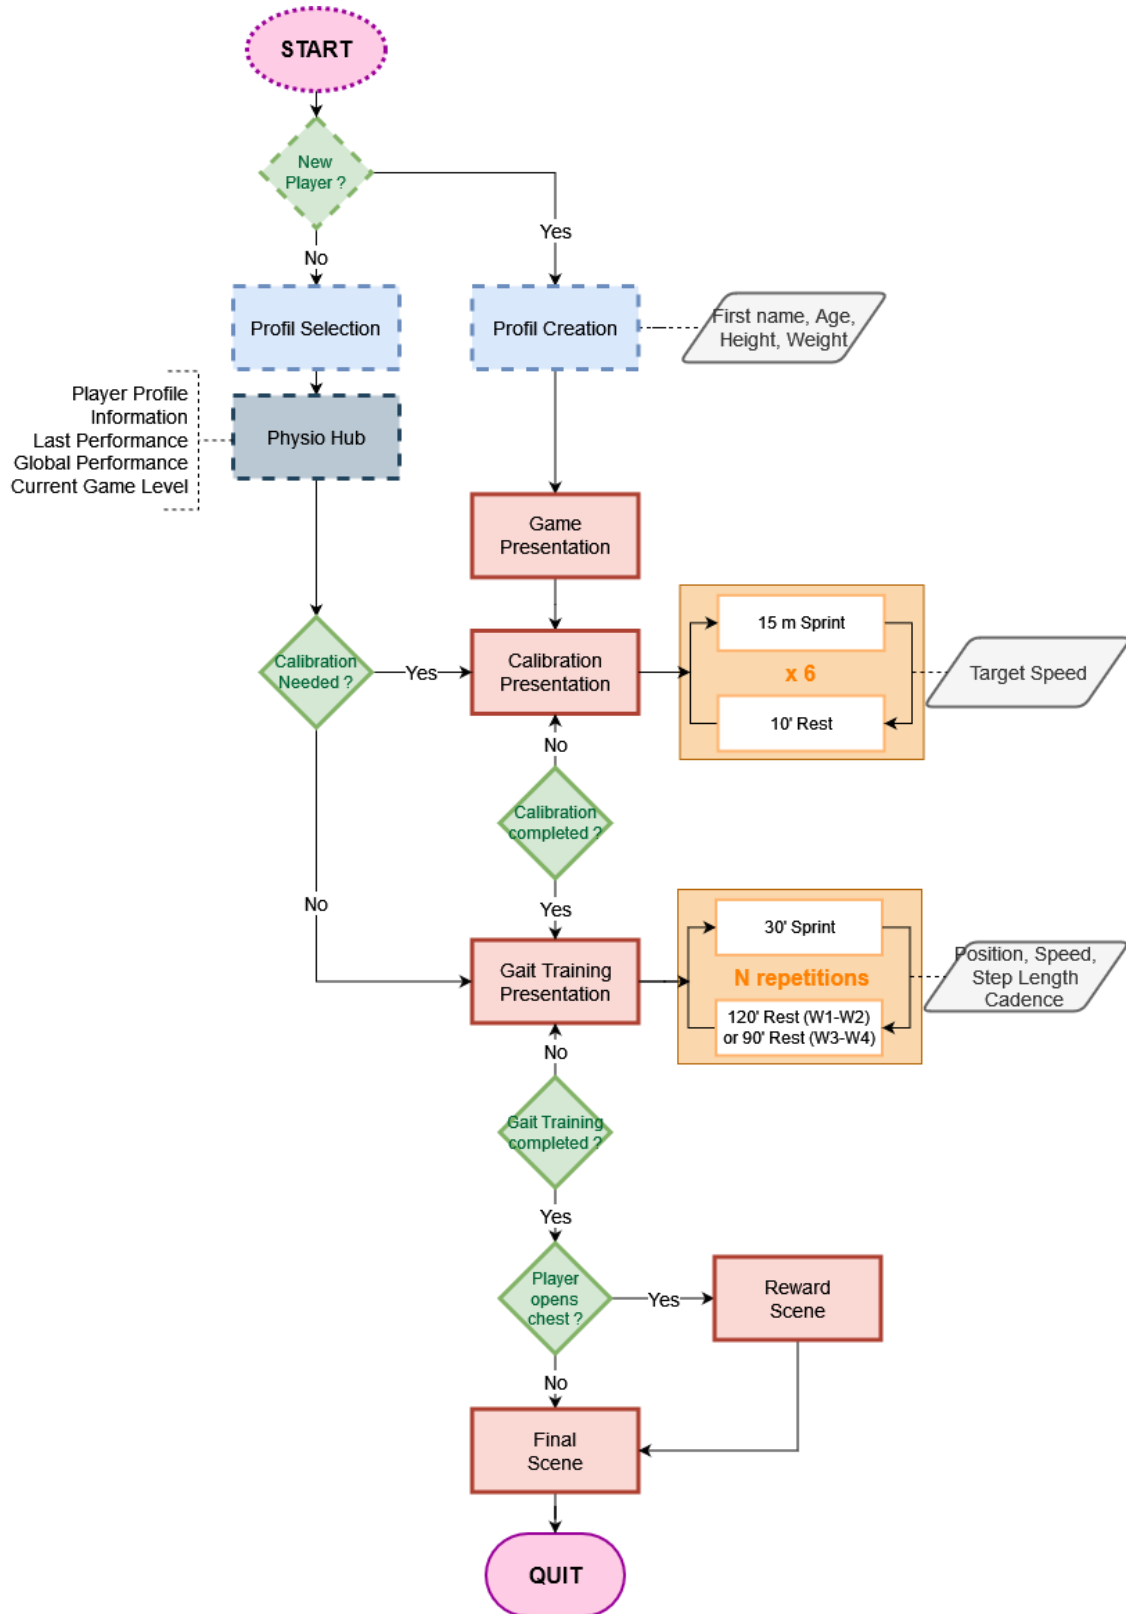 START
New
Player ?
Yes
No
Profil Selection
Profil Creation
First name, Age,
Height, Weight
Player Profile
Information
Last Performance
Global Performance
Current Game Level
Physio Hub
Game
Presentation
Calibration
Needed ?
Yes
Calibration
Presentation
15 m Sprint
x 6
10' Rest
Target Speed
No
Calibration
completed ?
Yes
No
Gait Training
Presentation
30' Sprint
N repetitions
120' Rest (W1-W2)
or 90' Rest (W3-W4)
Position, Speed,
Step Length
Cadence
No
Gait Training
completed ?
Yes
Player
opens
chest ?
Yes
Reward
Scene
No
Final
Scene
QUIT